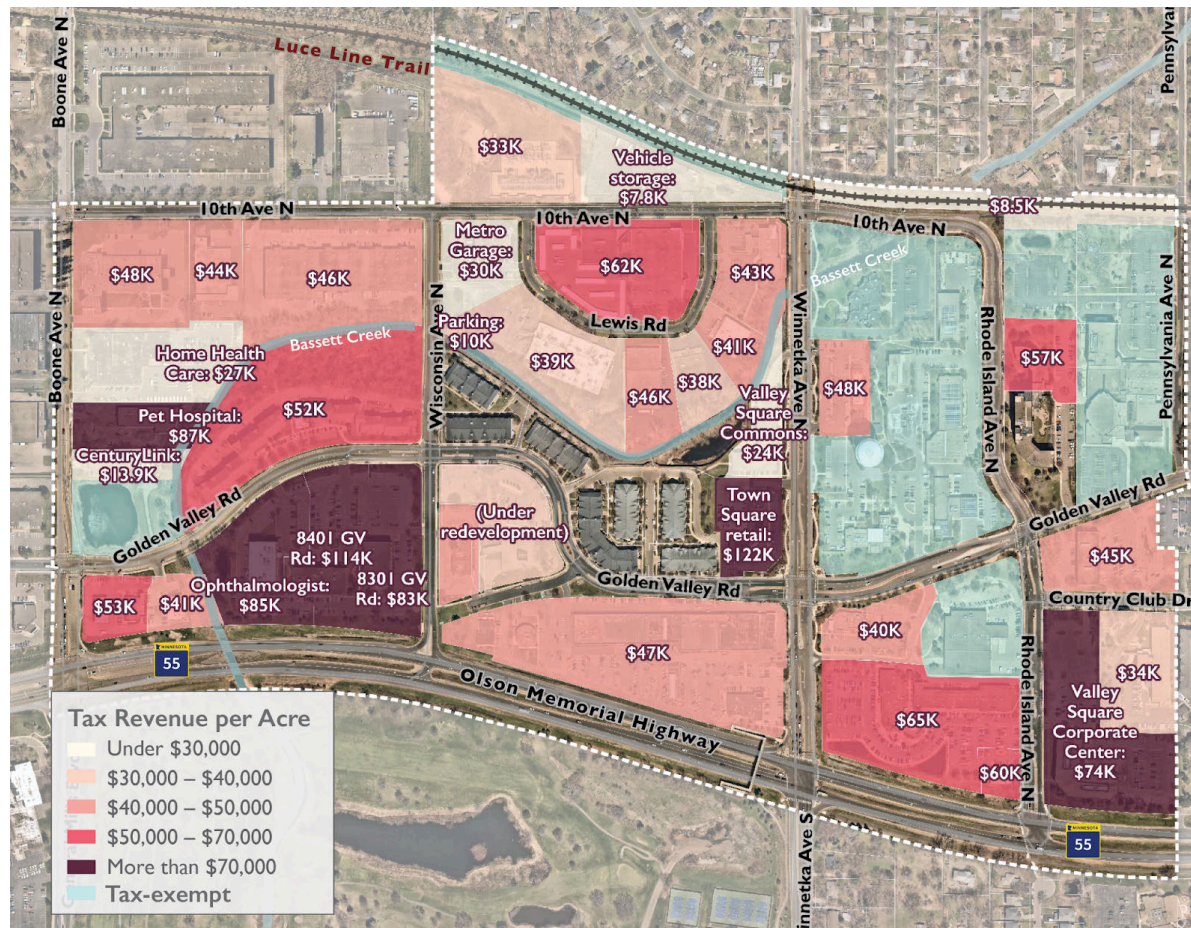 Boone Ave N
Luce Line Trail
Pennsylva
$33K
Vehicle
storage:
$7.8K
$8.5K
10th Ave N
10th Ave N
10th Ave N
Metro
Garage:
$30K
$62K
$43K
Bassett Creek
$48K
$44K
$46K
Lewis Rd
Boone Ave N
Wisconsin Ave N
Winnetka Ave N
Rhode Island Ave N
Pennsylvania Ave N
Parking:
$10K
Bassett Creek
Home Health
Care: $27K
$39K
$41K
$38K
$46K
$57K
$48K
$52K
Pet Hospital:
$87K
CenturyLink:
$13.9K
Valley
Square
Commons:
$24K
Golden Valley Rd
(Under
redevelopment)
Town
Square
retail:
$122K
Golden Valley Rd
8401 GV
Rd: $114K
Ophthalmologist:
$85K
8301 GV
Rd: $83K
Golden Valley Rd
$45K
Country Club Dr
$53K
$41K
$47K
$40K
MINNESOTA
55
Olson Memorial Highway
$65K
$60K
Rhode Island Ave N
$34K
Valley
Square
Corporate
Center:
$74K
MINNESOTA
55
innetka Ave S
Tax Revenue per Acre
Under $30,000
$30,000 – $40,000
$40,000 – $50,000
$50,000 – $70,000
More than $70,000
Tax-exempt